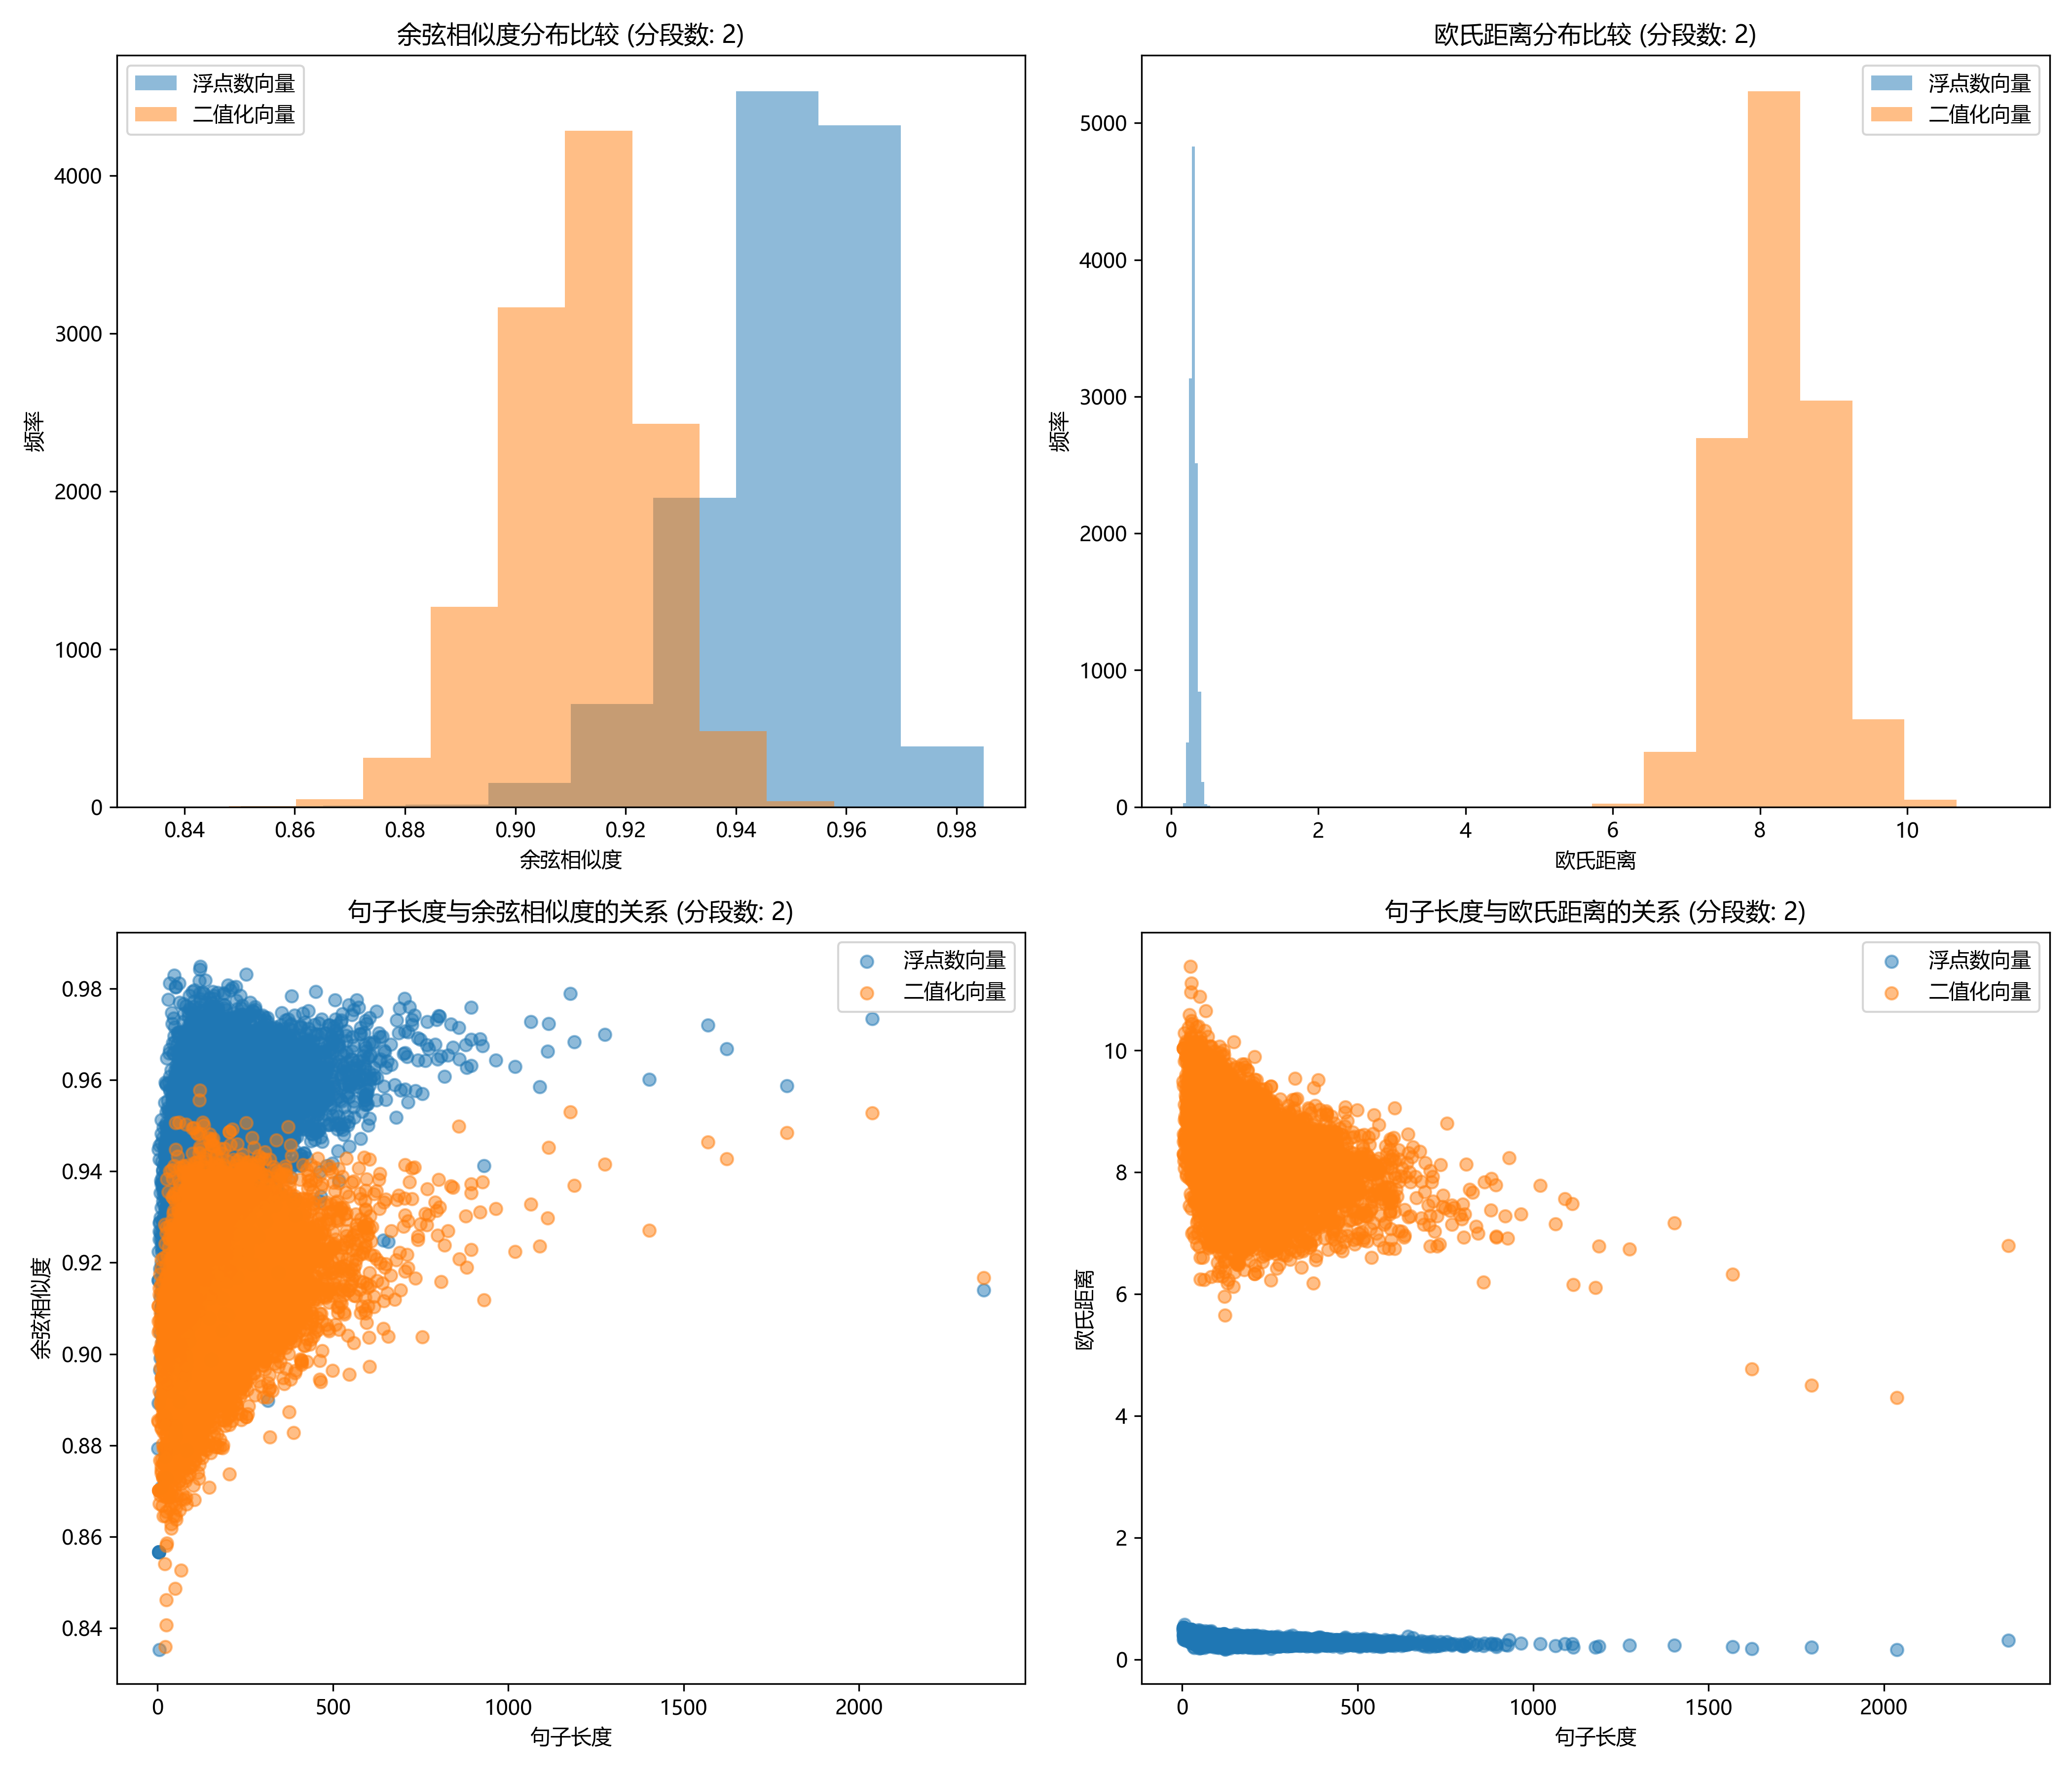 余弦相似度分布比较 (分段数: 2)
浮点数向量
二值化向量
频率
4000
3000
2000
1000
0
0.84 0.86 0.88 0.90 0.92 0.94 0.96 0.98
余弦相似度
欧氏距离分布比较 (分段数: 2)
浮点数向量
二值化向量
频率
5000
4000
3000
2000
1000
0
0 2 4 6 8 10
欧氏距离
句子长度与余弦相似度的关系 (分段数: 2)
浮点数向量
二值化向量
余弦相似度
0.98
0.96
0.94
0.92
0.90
0.88
0.86
0.84
0 500 1000 1500 2000
句子长度
句子长度与欧氏距离的关系 (分段数: 2)
浮点数向量
二值化向量
欧氏距离
10
8
6
4
2
0
0 500 1000 1500 2000
句子长度